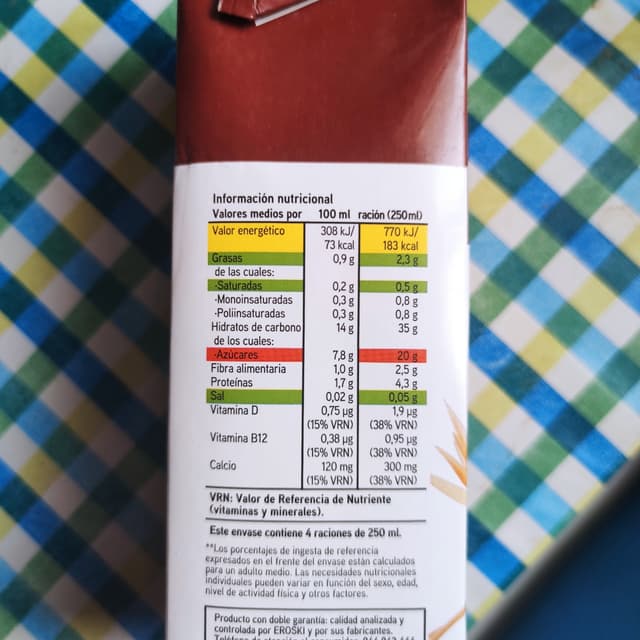 Información nutricional
Valores medios por 100 ml ración (250ml)
Valor energético 308 kJ/ 770 kJ/
73 kcal 183 kcal
Grasas 0,9 g 2,3 g
de las cuales:
-Saturadas 0,2 g 0,5 g
-Monoinsaturadas 0,3 g 0,8 g
-Poliinsaturadas 0,3 g 0,8 g
Hidratos de carbono 14 g 35 g
de los cuales:
-Azúcares 7,8 g 20 g
Fibra alimentaria 1,0 g 2,5 g
Proteínas 1,7 g 4,3 g
Sal 0,02 g 0,05 g
Vitamina D 0,75 µg 1,9 µg
(15% VRN) (38% VRN)
Vitamina B12 0,38 µg 0,95 µg
(15% VRN) (38% VRN)
Calcio 120 mg 300 mg
(15% VRN) (38% VRN)
VRN: Valor de Referencia de Nutriente
(vitaminas y minerales).
Este envase contiene 4 raciones de 250 ml.
**Los porcentajes de ingesta de referencia
expresados en el frente del envase están calculados
para un adulto medio. Las necesidades nutricionales
individuales pueden variar en función del sexo, edad,
nivel de actividad física y otros factores.
Producto con doble garantía: calidad analizada y
controlada por EROSKI y por sus fabricantes.